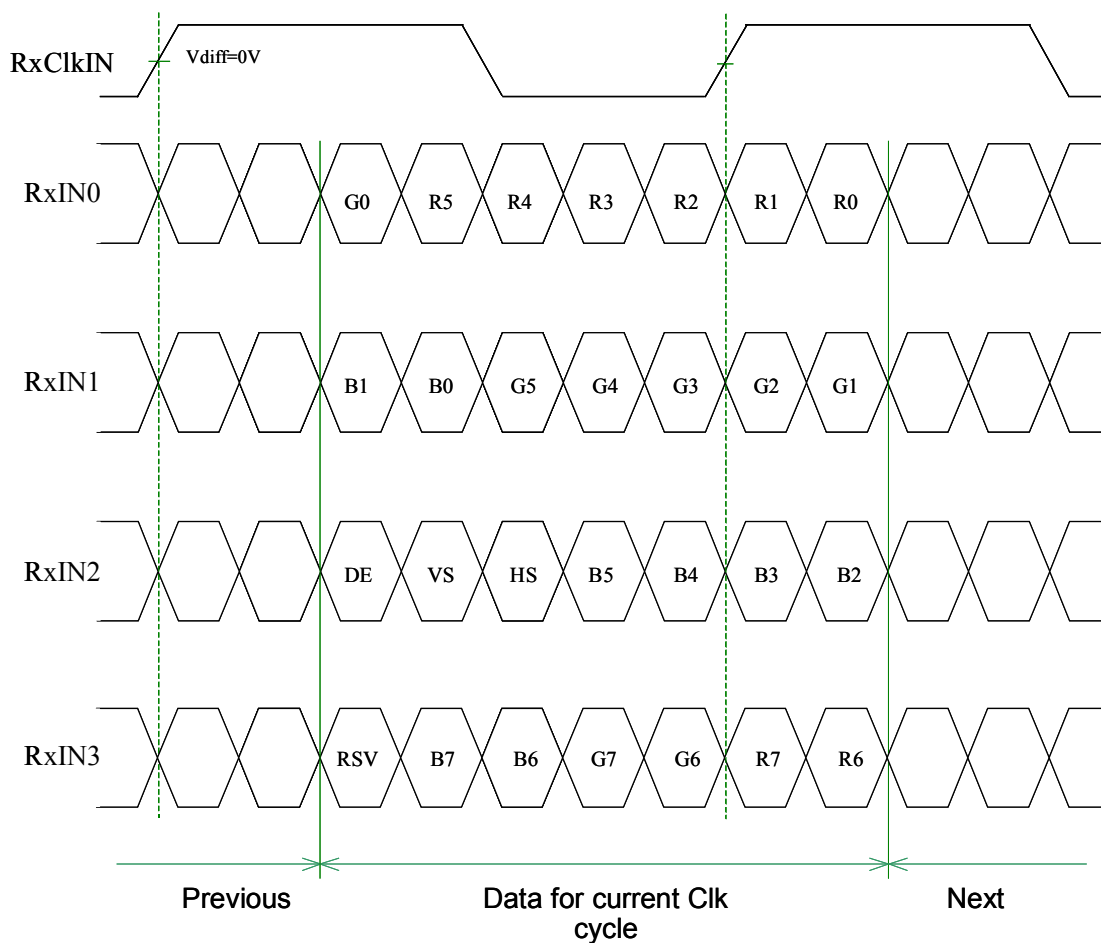 RxClkIN
Vdiff=0V
RxIN0
G0 R5 R4 R3 R2 R1 R0
RxIN1
B1 B0 G5 G4 G3 G2 G1
RxIN2
DE VS HS B5 B4 B3 B2
RxIN3
RSV B7 B6 G7 G6 R7 R6
Previous
Data for current Clk
cycle
Next